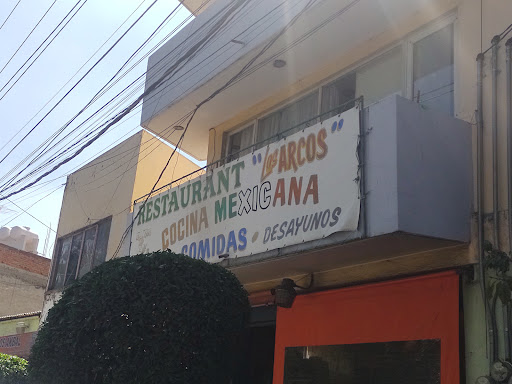 RESTAURANT "Los ARCOS"
COCINA MEXICANA
COMIDAS - DESAYUNOS